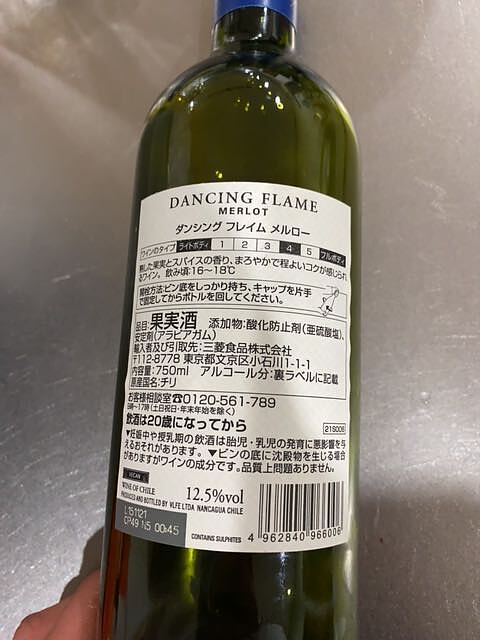 DANCING FLAME
MERLOT
ダンシング フレイム メルロー
ワインのタイプ ライトボディ 1 2 3 4 5 フルボディ
熟した果実とスパイスの香り、まろやかで程よいコクが感じられ
るワイン。飲み頃:16~18℃
開栓方法:ビン底をしっかり持ち、キャップを片手
で固定してからボトルを回してください。
品目:果実酒 添加物:酸化防止剤(亜硫酸塩)、
安定剤(アラビアガム)
輸入者及び引取先:三菱食品株式会社
〒112-8778 東京都文京区小石川1-1-1
内容量:750ml アルコール分:裏ラベルに記載
原産国名:チリ
お客様相談室☎0120-561-789
9時~17時(土日祝日・年末年始を除く)
飲酒は20歳になってから
21S006
▼妊娠中や授乳期の飲酒は胎児・乳児の発育に悪影響を与
えるおそれがあります。▼ビンの底に沈殿物を生じる場合
がありますがワインの成分です。品質上問題ありません。
VEGAN
WINE OF CHILE 12.5%vol
PRODUCED AND BOTTLED BY VLFE LTDA NANCAGUA CHILE
L151121
CP49 N5 00:45
CONTAINS SULPHITES
4 962840 966006